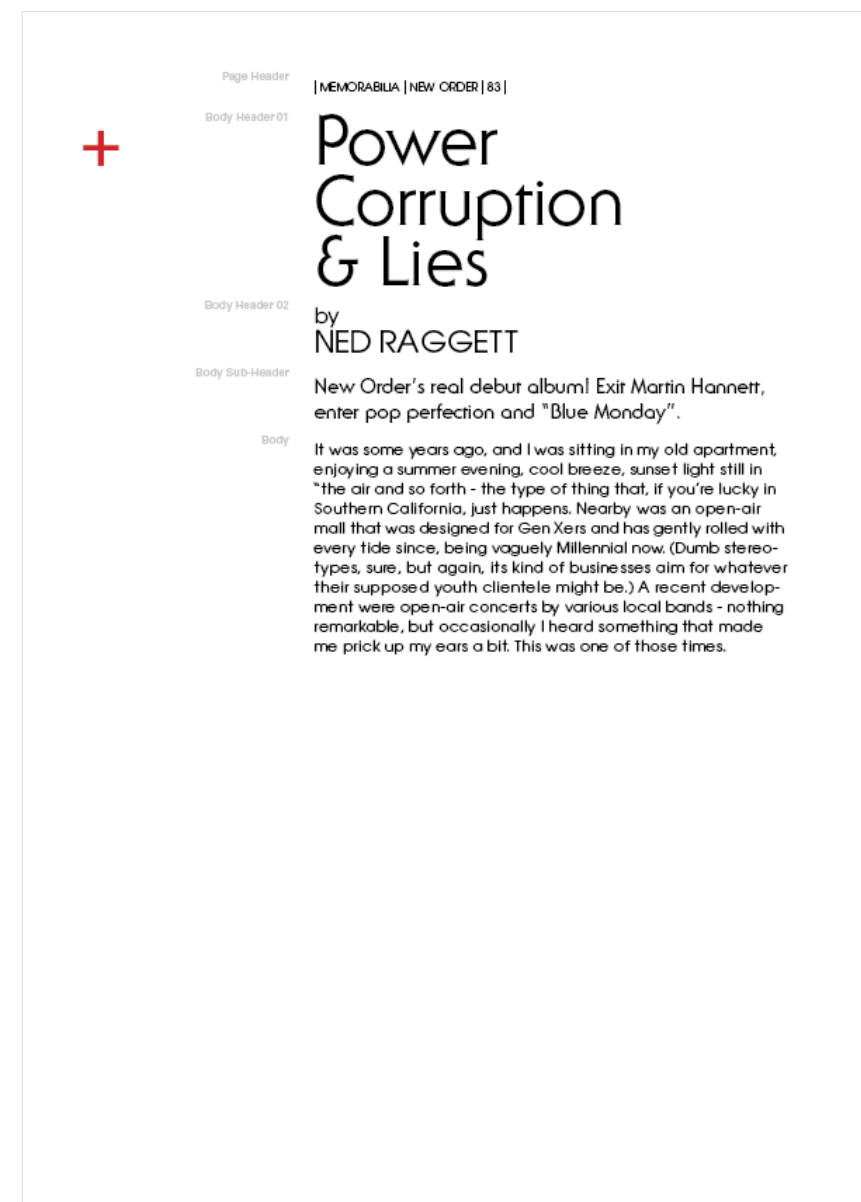 Page Header
| MEMORABILIA | NEW ORDER | 83 |
Body Header 01
Power
Corruption
& Lies
Body Header 02
by
NED RAGGETT
Body Sub-Header
New Order's real debut album! Exit Martin Hannett,
enter pop perfection and "Blue Monday".
Body
It was some years ago, and I was sitting in my old apartment,
enjoying a summer evening, cool breeze, sunset light still in
"the air and so forth - the type of thing that, if you're lucky in
Southern California, just happens. Nearby was an open-air
mall that was designed for Gen Xers and has gently rolled with
every tide since, being vaguely Millennial now. (Dumb stereo-
types, sure, but again, its kind of businesses aim for whatever
their supposed youth clientele might be.) A recent develop-
ment were open-air concerts by various local bands - nothing
remarkable, but occasionally I heard something that made
me prick up my ears a bit. This was one of those times.